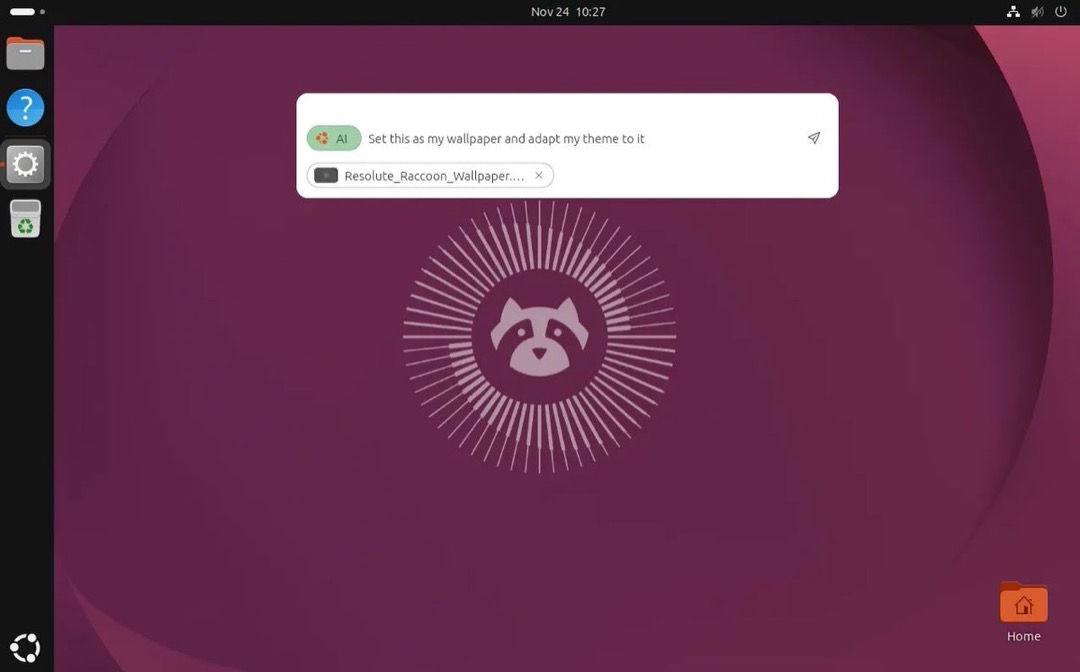 Nov 24 10:27
AI Set this as my wallpaper and adapt my theme to it
Resolute_Raccoon_Wallpaper.... ×
Home